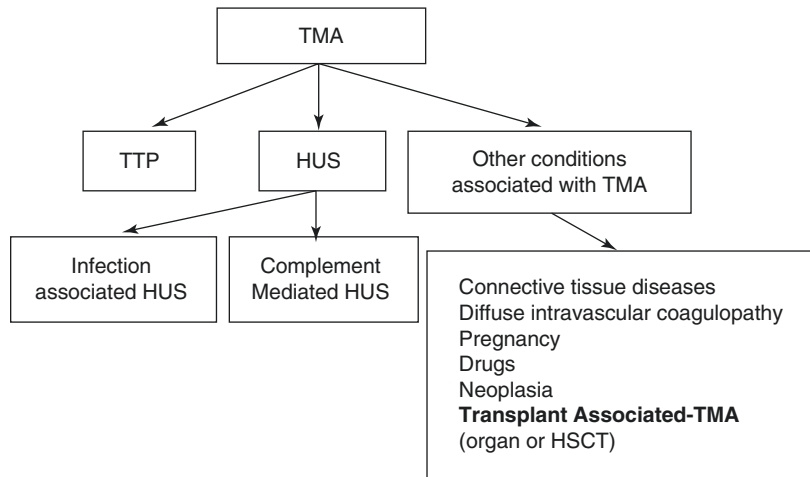 TMA
TTP
HUS
Other conditions
associated with TMA
Infection
associated HUS
Complement
Mediated HUS
Connective tissue diseases
Diffuse intravascular coagulopathy
Pregnancy
Drugs
Neoplasia
Transplant Associated-TMA
(organ or HSCT)